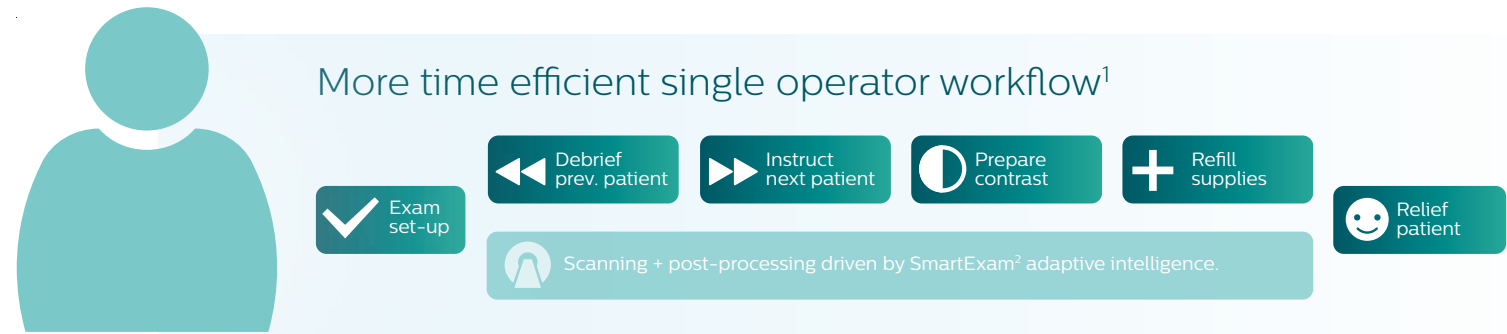 More time efficient single operator workflow¹
Exam
set-up
Debrief
prev. patient
Instruct
next patient
Prepare
contrast
Refill
supplies
Scanning + post-processing driven by SmartExam² adaptive intelligence.
Relief
patient